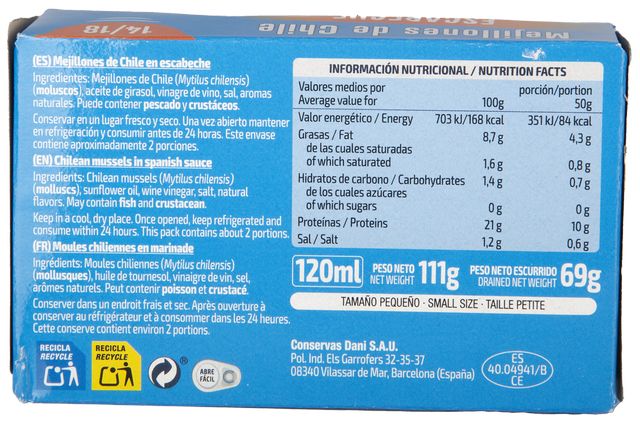 Mejillones de Chile
ESCABECHE
14/18
(ES) Mejillones de Chile en escabeche
Ingredientes: Mejillones de Chile (Mytilus chilensis)
(moluscos), aceite de girasol, vinagre de vino, sal, aromas
naturales. Puede contener pescado y crustáceos.
Conservar en un lugar fresco y seco. Una vez abierto mantener
en refrigeración y consumir antes de 24 horas. Este envase
contiene aproximadamente 2 porciones.
(EN) Chilean mussels in spanish sauce
Ingredients: Chilean mussels (Mytilus chilensis)
(molluscs), sunflower oil, wine vinegar, salt, natural
flavors. May contain fish and crustacean.
Keep in a cool, dry place. Once opened, keep refrigerated and
consume within 24 hours. This pack contains about 2 portions.
(FR) Moules chiliennes en marinade
Ingrédients: Moules chiliennes (Mytilus chilensis)
(mollusques), huile de tournesol, vinaigre de vin, sel,
arômes naturels. Peut contenir poisson et crustacé.
Conserver dans un endroit frais et sec. Après ouverture à
conserver au réfrigérateur et à consommer dans les 24 heures.
Cette conserve contient environ 2 portions.
RECICLA
RECYCLE
RECICLA
RECYCLE
®
ABRE
FÁCIL
INFORMACIÓN NUTRICIONAL / NUTRITION FACTS
Valores medios por porción/portion
Average value for 100g 50g
Valor energético / Energy 703 kJ/168 kcal 351 kJ/84 kcal
Grasas / Fat 8,7 g 4,3 g
de las cuales saturadas
of which saturated 1,6 g 0,8 g
Hidratos de carbono / Carbohydrates 1,4 g 0,7 g
de los cuales azúcares
of which sugars 0 g 0 g
Proteínas / Proteins 21 g 10 g
Sal / Salt 1,2 g 0,6 g
120ml PESO NETO NET WEIGHT 111g PESO NETO ESCURRIDO DRAINED NET WEIGHT 69g
TAMAÑO PEQUEÑO · SMALL SIZE · TAILLE PETITE
Conservas Dani S.A.U.
Pol. Ind. Els Garrofers 32-35-37
08340 Vilassar de Mar, Barcelona (España)
ES
40.04941/B
CE